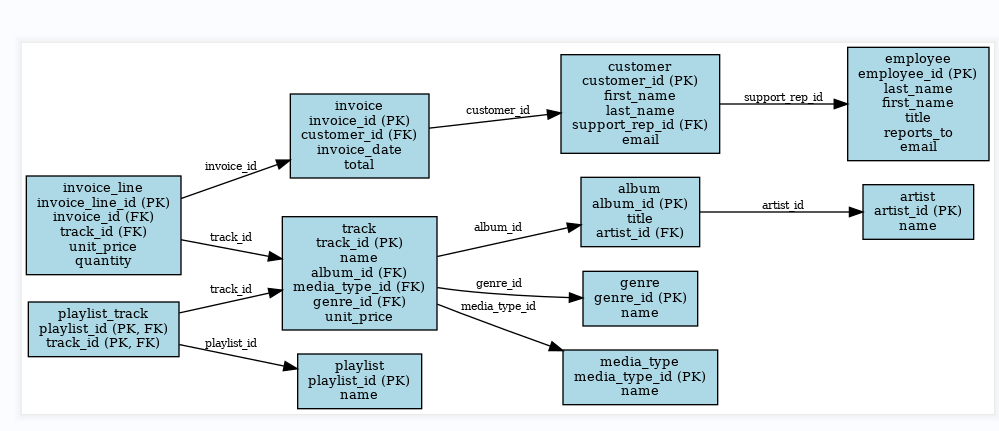 invoice_line
invoice_line_id (PK)
invoice_id (FK)
track_id (FK)
unit_price
quantity
playlist_track
playlist_id (PK, FK)
track_id (PK, FK)
invoice_id
track_id
track_id
playlist_id
invoice
invoice_id (PK)
customer_id (FK)
invoice_date
total
track
track_id (PK)
name
album_id (FK)
media_type_id (FK)
genre_id (FK)
unit_price
playlist
playlist_id (PK)
name
customer_id
album_id
genre_id
media_type_id
customer
customer_id (PK)
first_name
last_name
support_rep_id (FK)
email
album
album_id (PK)
title
artist_id (FK)
genre
genre_id (PK)
name
media_type
media_type_id (PK)
name
support_rep_id
artist_id
employee
employee_id (PK)
last_name
first_name
title
reports_to
email
artist
artist_id (PK)
name